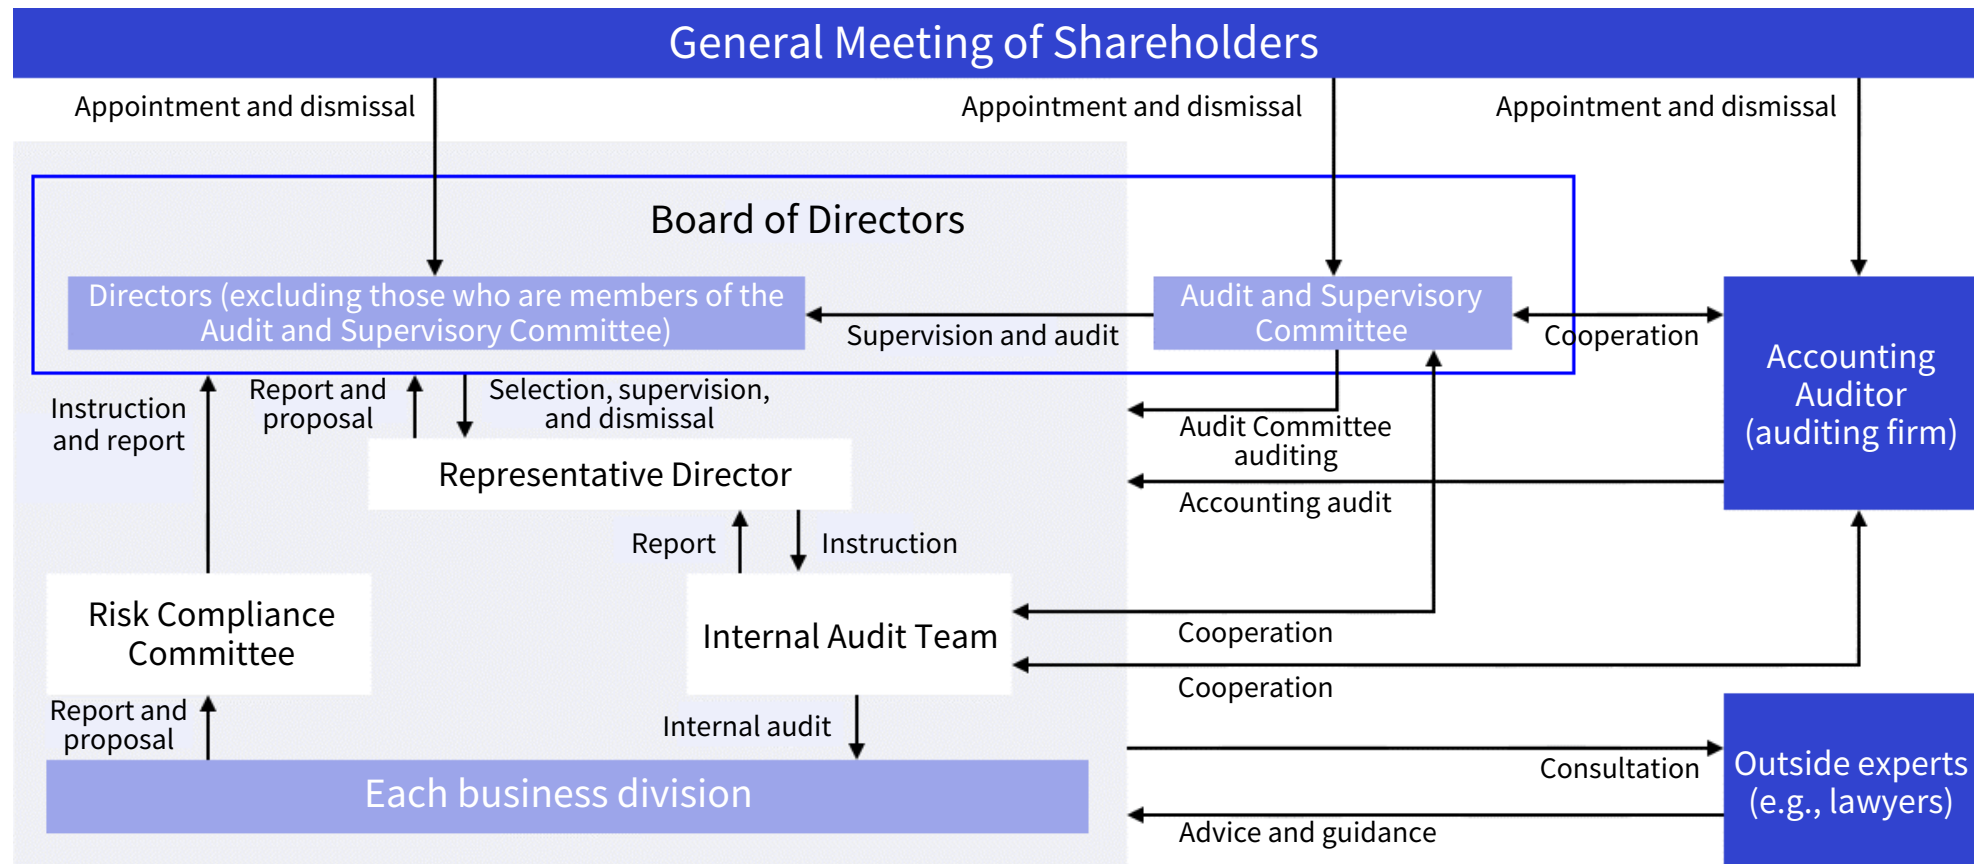 General Meeting of Shareholders
Appointment and dismissal
Appointment and dismissal
Appointment and dismissal
Board of Directors
Directors (excluding those who are members of the
Audit and Supervisory Committee)
Supervision and audit
Audit and Supervisory
Committee
Cooperation
Accounting
Auditor
(auditing firm)
Instruction
and report
Report and
proposal
Selection, supervision,
and dismissal
Audit Committee
auditing
Representative Director
Accounting audit
Report
Instruction
Risk Compliance
Committee
Internal Audit Team
Cooperation
Cooperation
Report and
proposal
Internal audit
Each business division
Consultation
Outside experts
(e.g., lawyers)
Advice and guidance